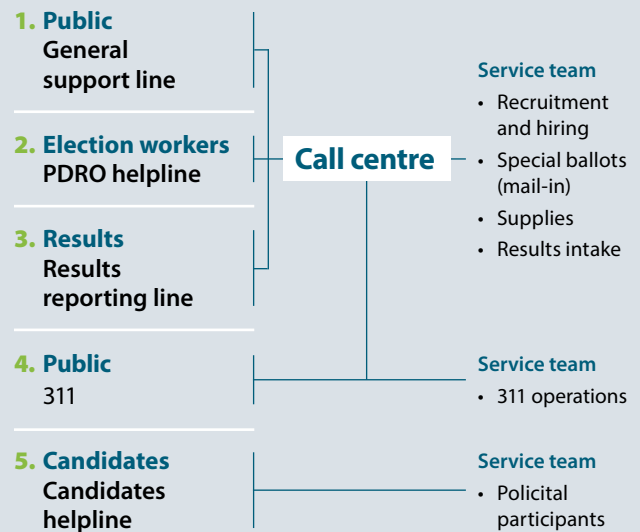 1. Public
General
support line
2. Election workers
PDRO helpline
3. Results
Results
reporting line
4. Public
311
5. Candidates
Candidates
helpline
Call centre
Service team
• Recruitment
and hiring
• Special ballots
(mail-in)
• Supplies
• Results intake
Service team
• 311 operations
Service team
• Policital
participants